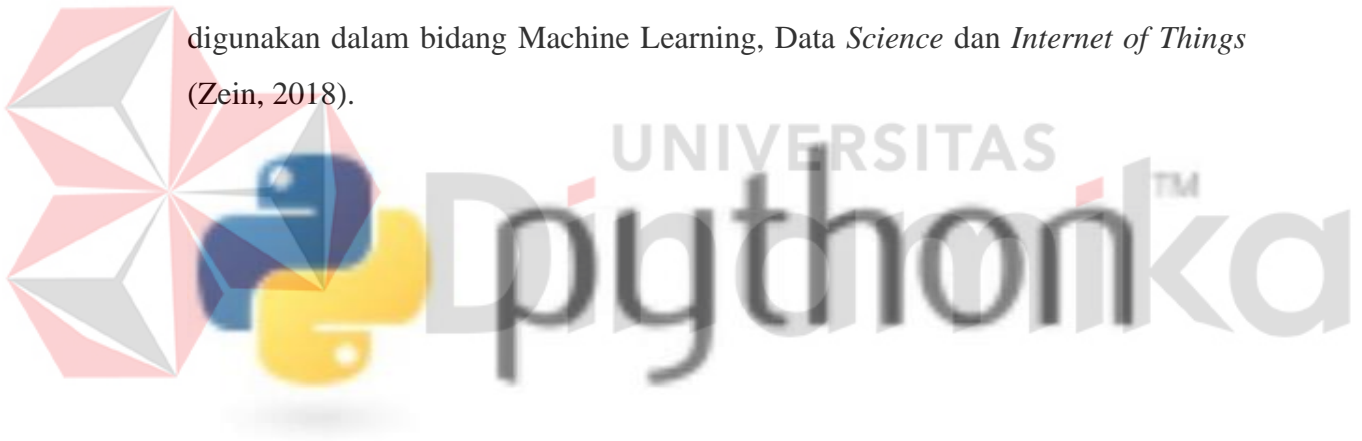 digunakan dalam bidang Machine Learning, Data Science dan Internet of Things
(Zein, 2018).
UNIVERSITAS
Dinamika
python™